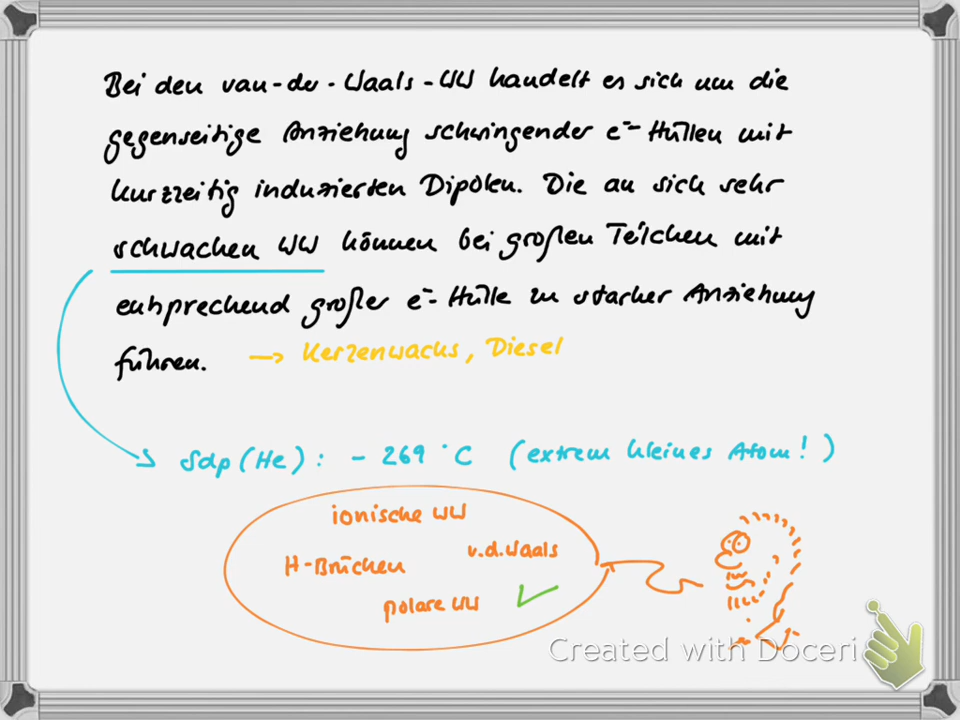 Bei den van-der-Waals-WW handelt es sich um die
gegenseitige Anziehung schwingender e⁻-Hüllen mit
kurzzeitig induzierten Dipolen. Die an sich sehr
schwachen WW können bei großen Teilchen mit
entsprechend großer e⁻-Hülle zu starker Anziehung
führen. → Kerzenwachs, Diesel
Sdp (He): - 269 °C (extrem kleines Atom!)
ionische WW
v.d.Waals
H-Brücken
polare WW ✓
Created with Doceri